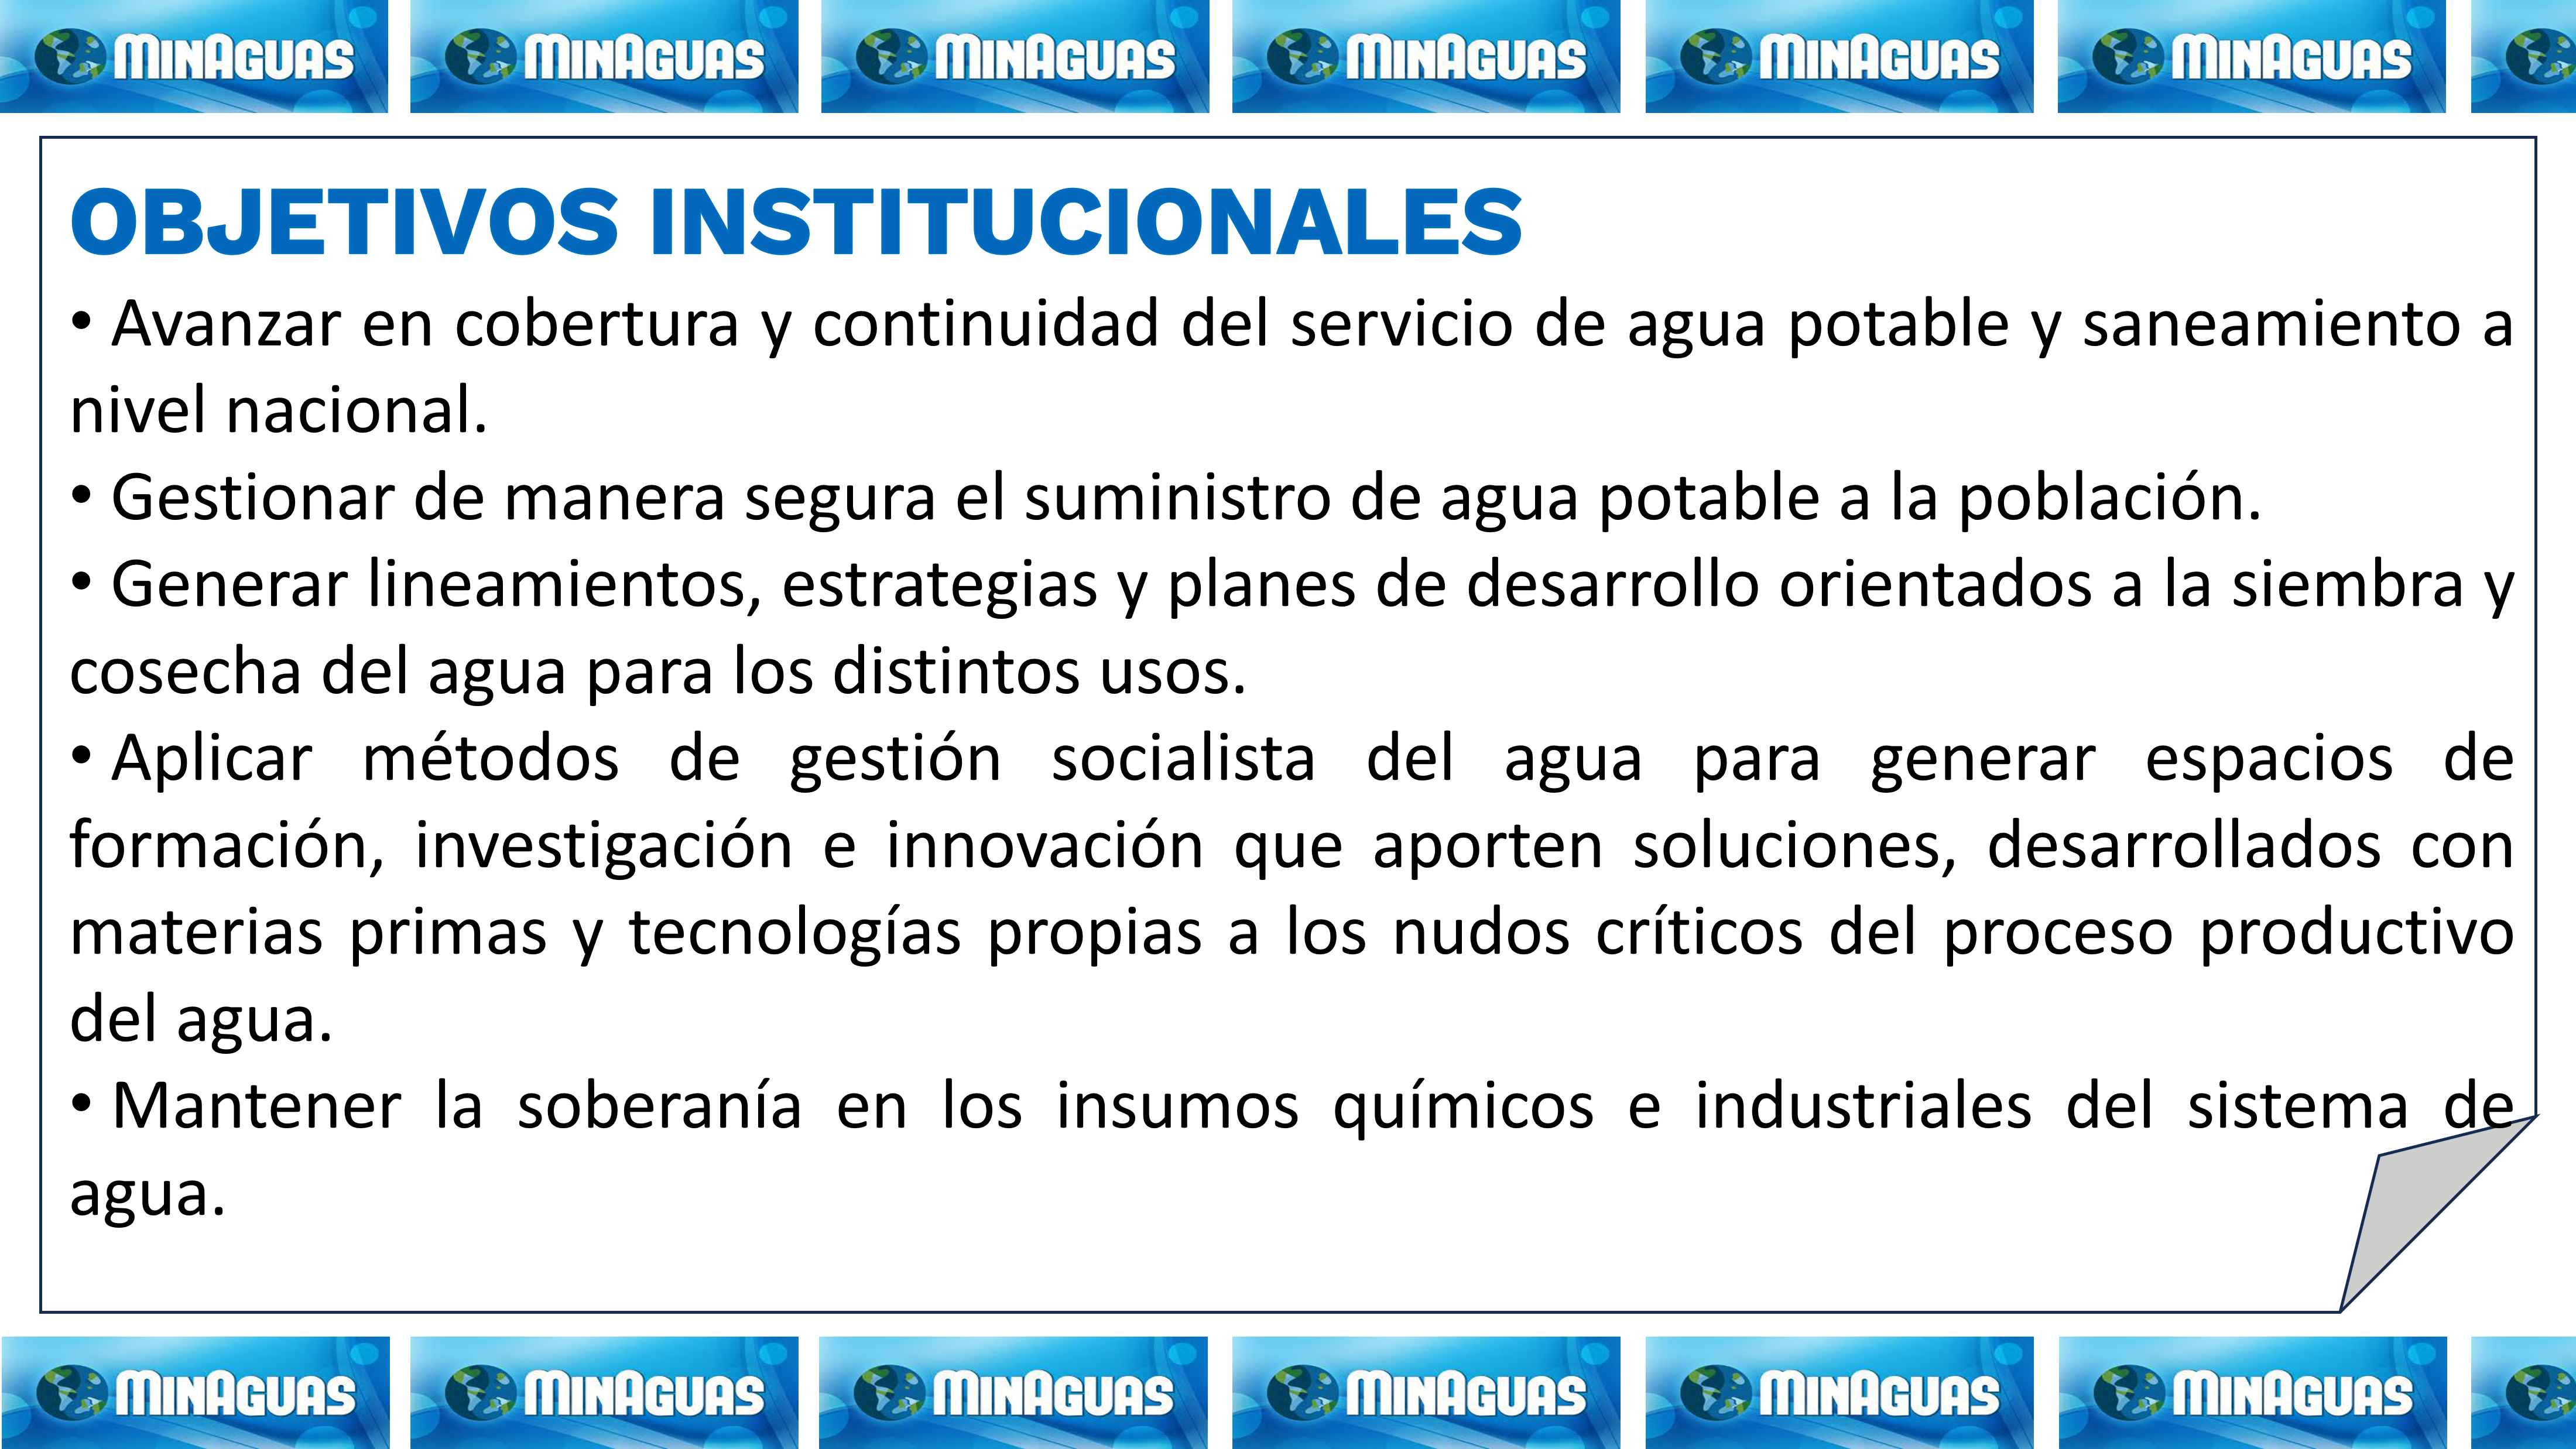 MINAGUAS MINAGUAS MINAGUAS MINAGUAS MINAGUAS MINAGUAS
OBJETIVOS INSTITUCIONALES
• Avanzar en cobertura y continuidad del servicio de agua potable y saneamiento a
nivel nacional.
• Gestionar de manera segura el suministro de agua potable a la población.
• Generar lineamientos, estrategias y planes de desarrollo orientados a la siembra y
cosecha del agua para los distintos usos.
• Aplicar métodos de gestión socialista del agua para generar espacios de
formación, investigación e innovación que aporten soluciones, desarrollados con
materias primas y tecnologías propias a los nudos críticos del proceso productivo
del agua.
• Mantener la soberanía en los insumos químicos e industriales del sistema de
agua.
MINAGUAS MINAGUAS MINAGUAS MINAGUAS MINAGUAS MINAGUAS